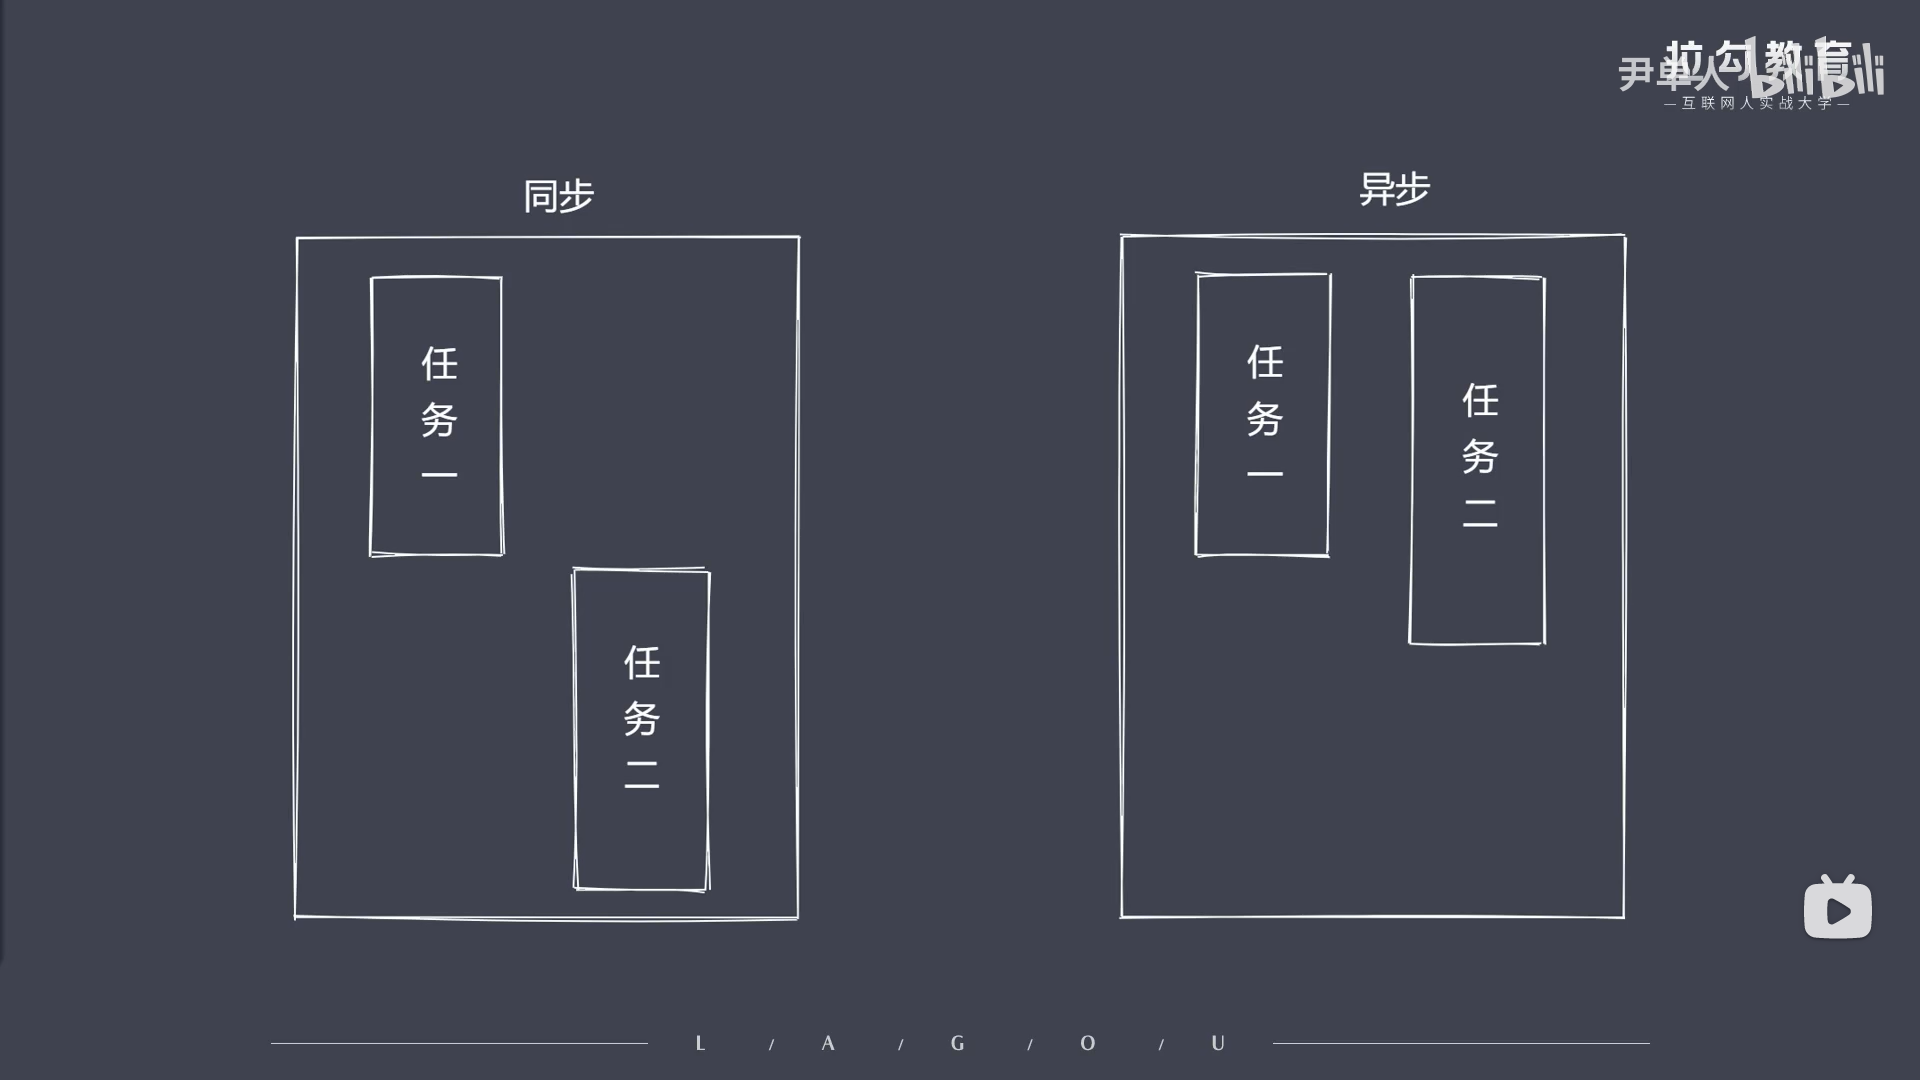 拉勾教育
尹单人
bilibili
—互联网人实战大学—
同步
异步
任务一
任务二
任务一
任务二
L / A / G / O / U